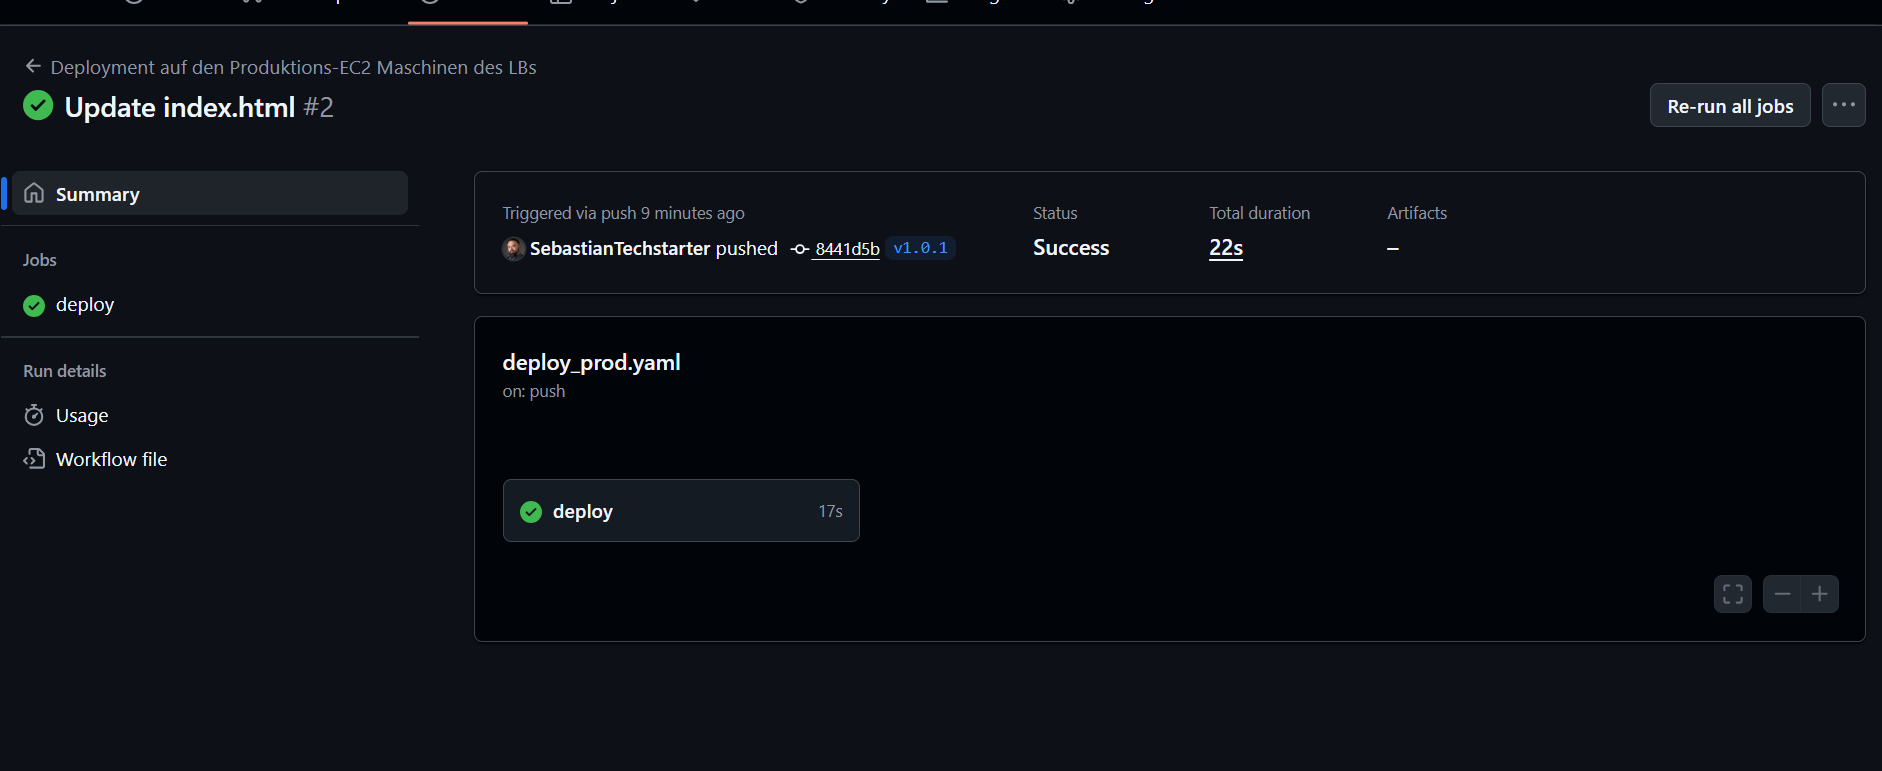 Deployment auf den Produktions-EC2 Maschinen des LBs
Update index.html #2
Re-run all jobs
Summary
Jobs
deploy
Run details
Usage
Workflow file
Triggered via push 9 minutes ago
SebastianTechstarter pushed 8441d5b v1.0.1
Status
Success
Total duration
22s
Artifacts
–
deploy_prod.yaml
on: push
deploy 17s